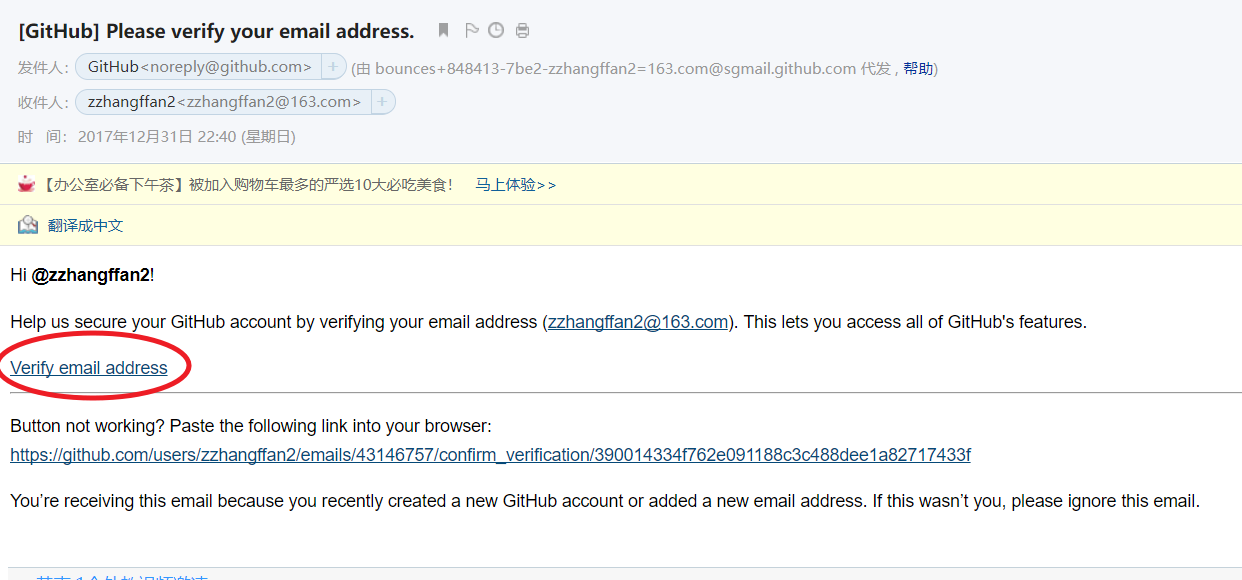 [GitHub] Please verify your email address.
发件人： GitHub<noreply@github.com> + (由 bounces+848413-7be2-zzhangffan2=163.com@sgmail.github.com 代发 , 帮助)
收件人： zzhangffan2<zzhangffan2@163.com> +
时 间： 2017年12月31日 22:40 (星期日)
【办公室必备下午茶】被加入购物车最多的严选10大必吃美食！ 马上体验>>
翻译成中文
Hi @zzhangffan2!
Help us secure your GitHub account by verifying your email address (zzhangffan2@163.com). This lets you access all of GitHub's features.
Verify email address
Button not working? Paste the following link into your browser:
https://github.com/users/zzhangffan2/emails/43146757/confirm_verification/390014334f762e091188c3c488dee1a82717433f
You’re receiving this email because you recently created a new GitHub account or added a new email address. If this wasn’t you, please ignore this email.